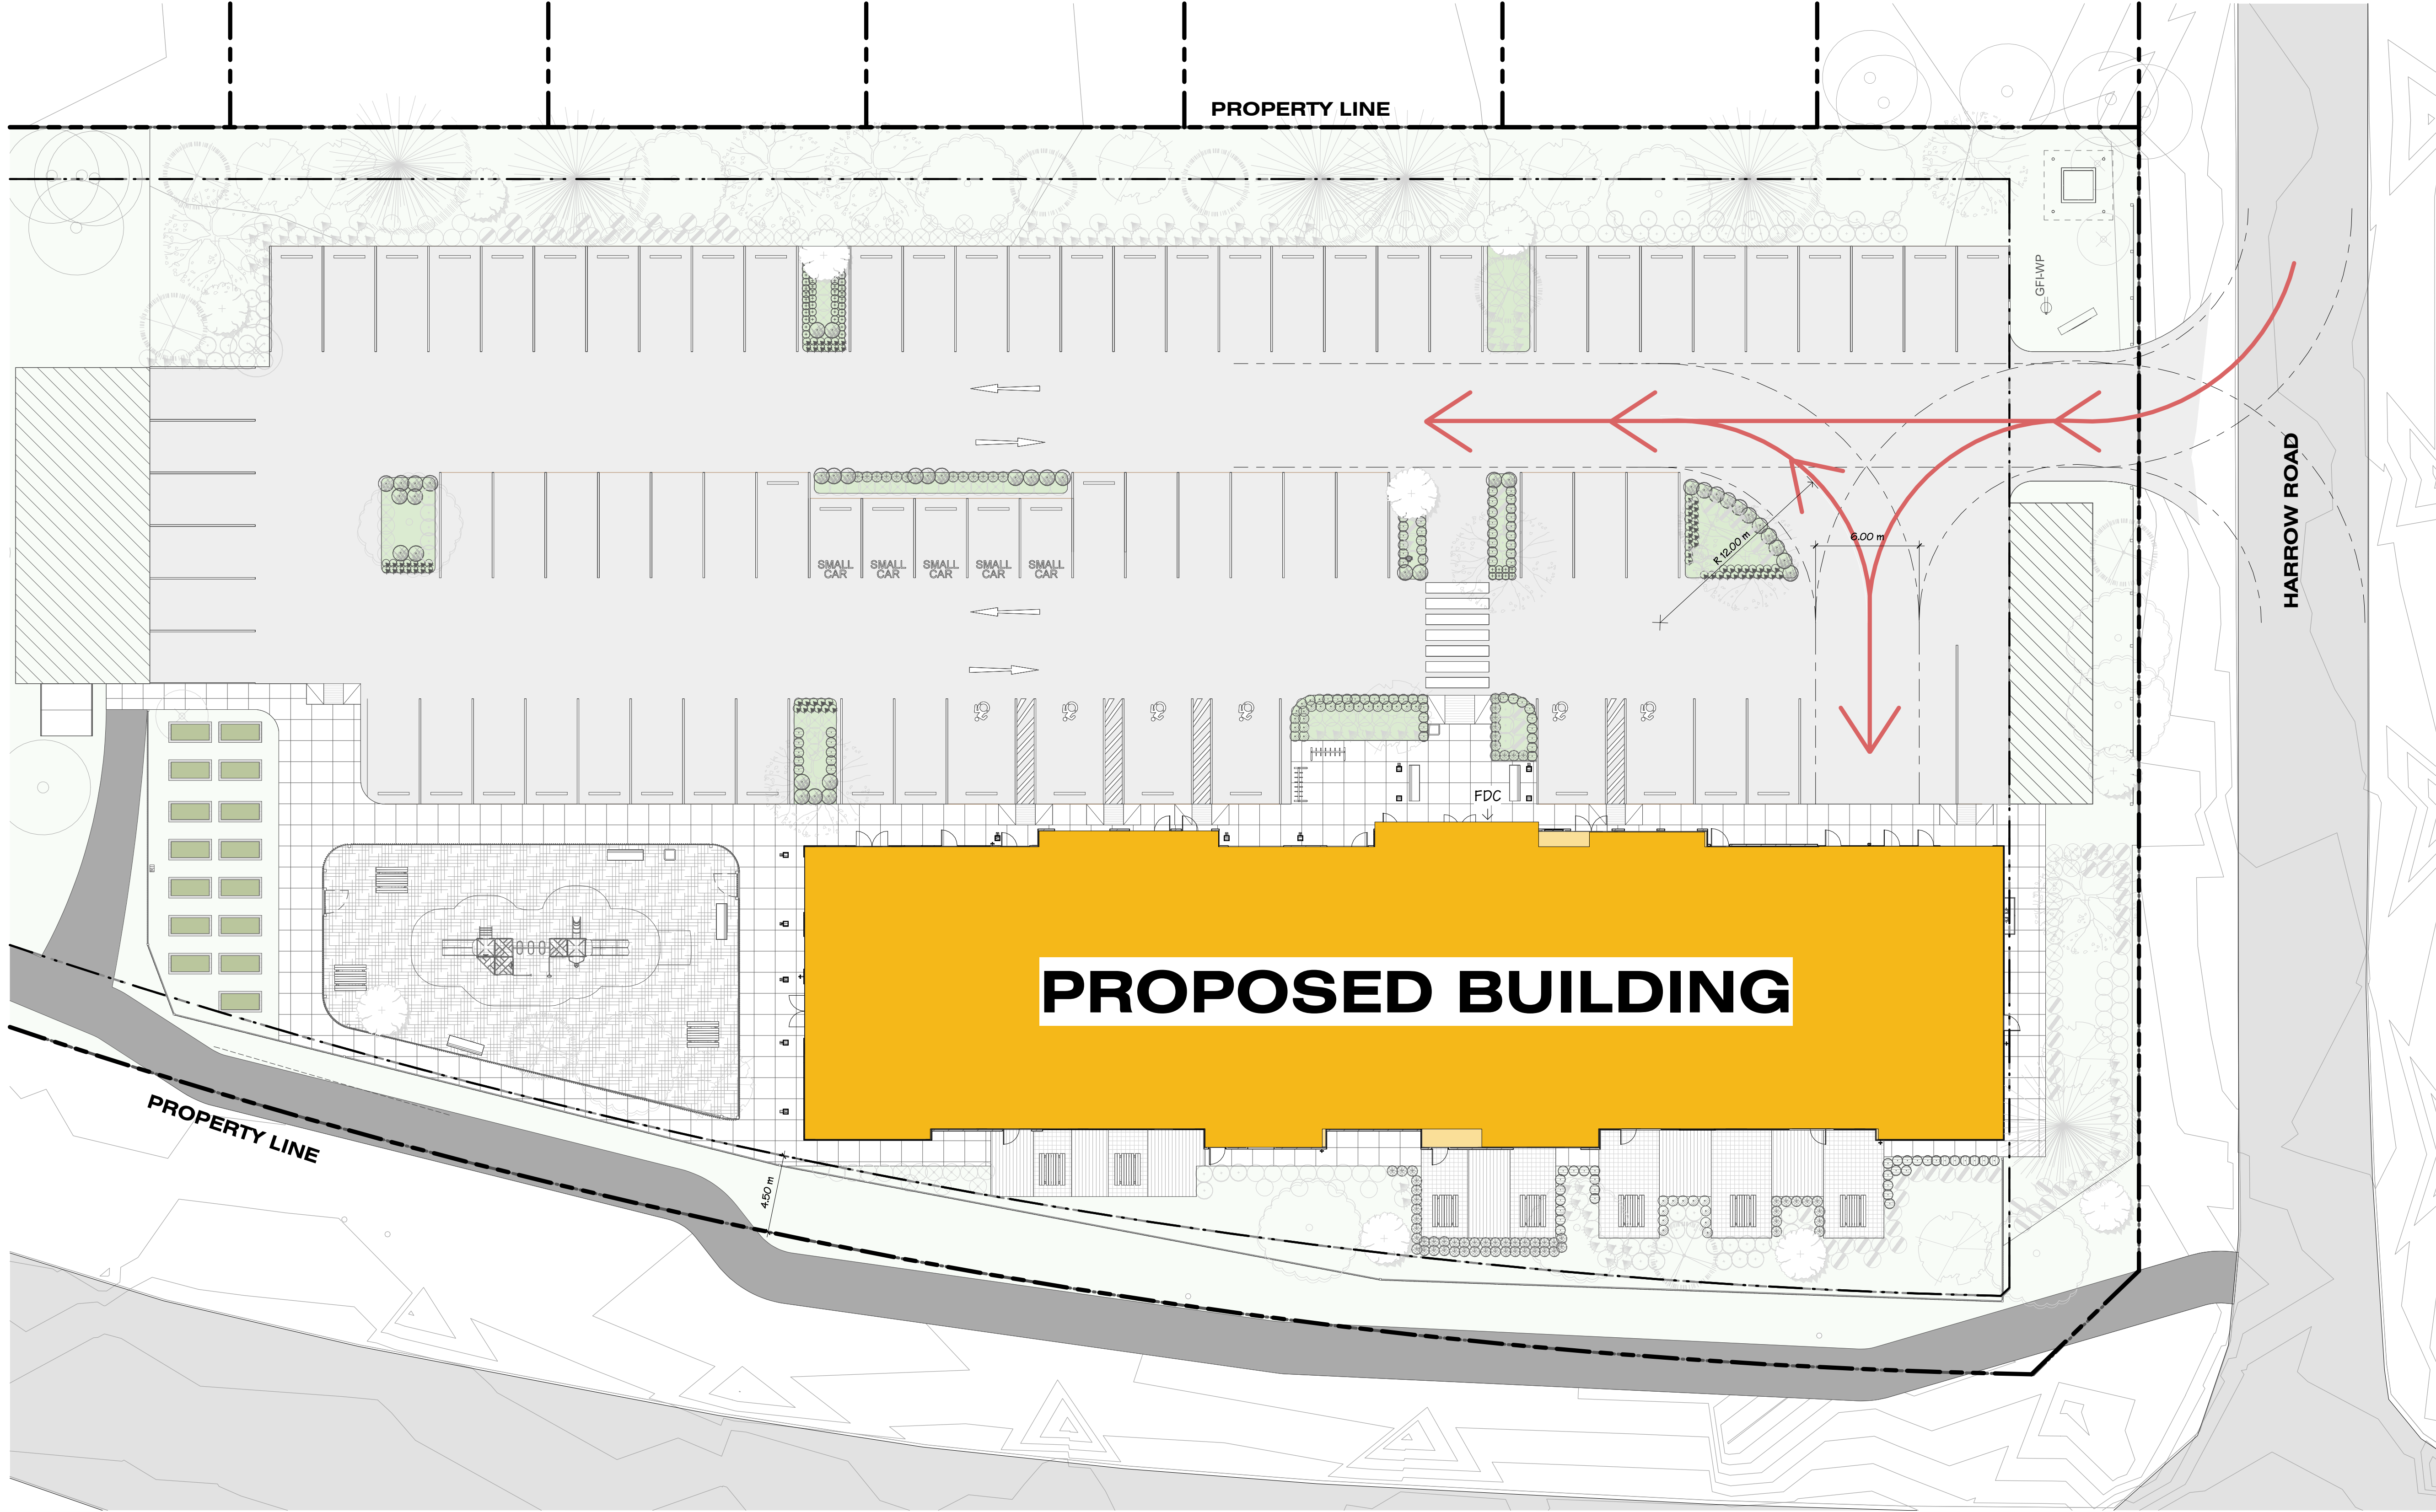 PROPERTY LINE
GFI-WP
HARROW ROAD
6.00 m
R 12.00 m
SMALL
CAR
SMALL
CAR
SMALL
CAR
SMALL
CAR
SMALL
CAR
FDC
PROPOSED BUILDING
PROPERTY LINE
4.50 m